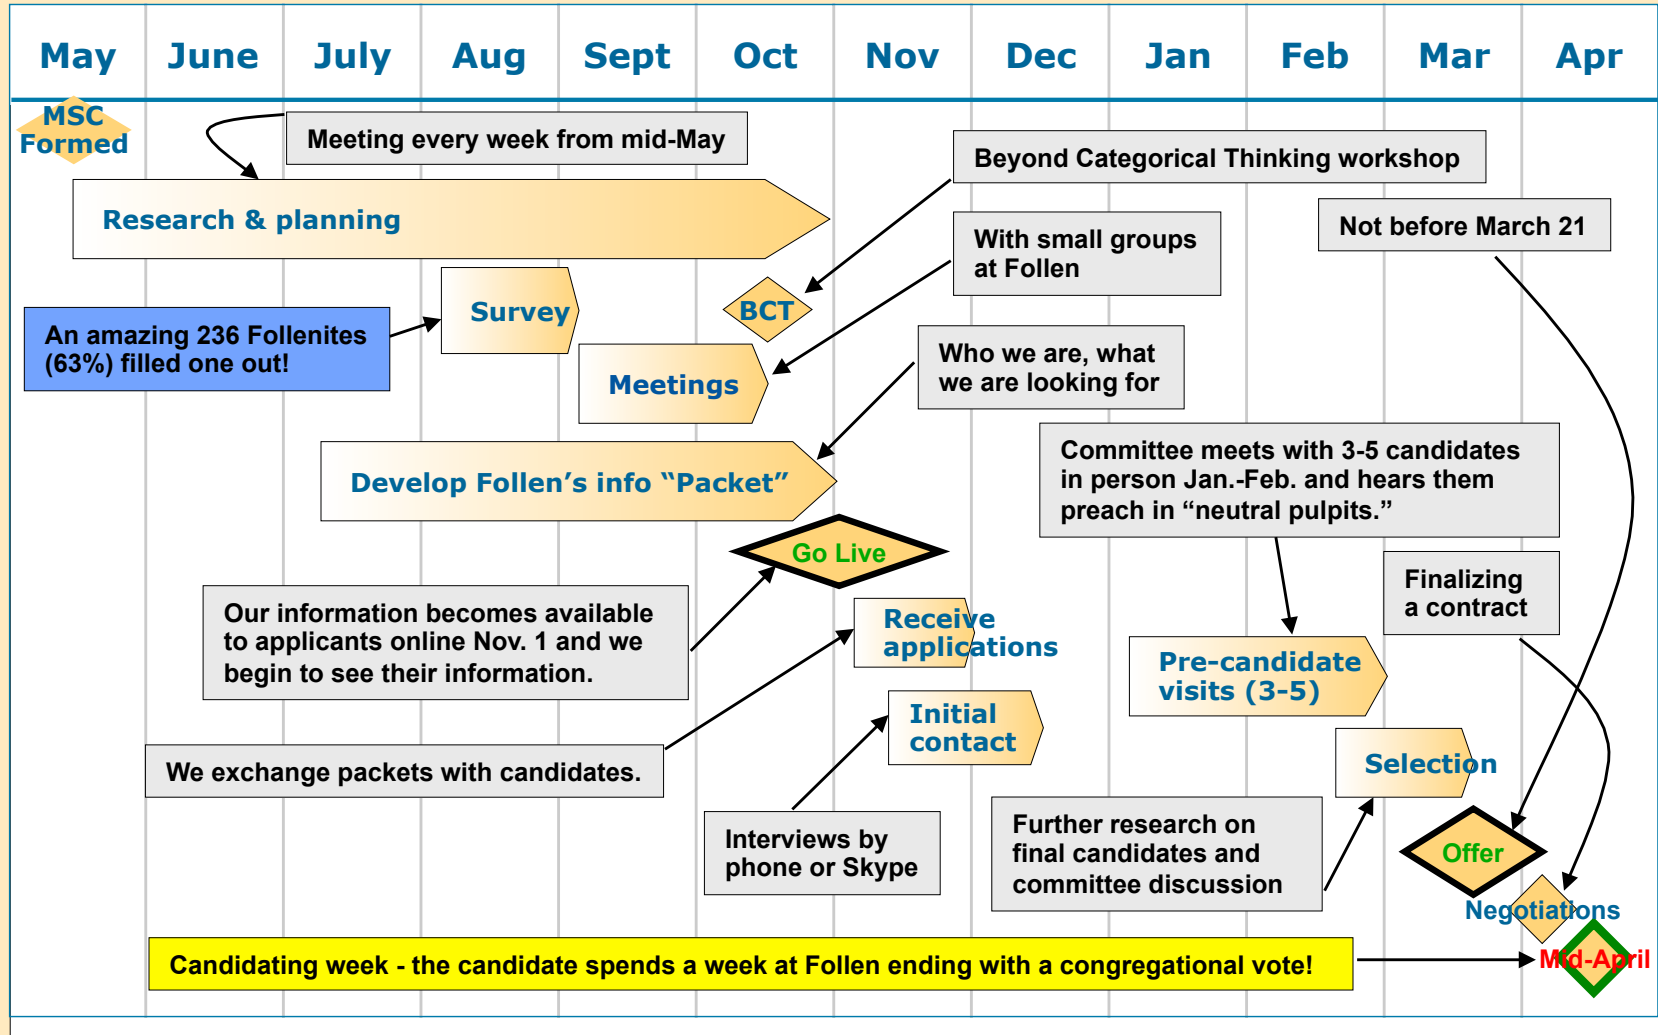 May June July Aug Sept Oct Nov Dec Jan Feb Mar Apr
MSC
Formed
Meeting every week from mid-May
Beyond Categorical Thinking workshop
Research & planning
With small groups
at Follen
Not before March 21
Survey
BCT
An amazing 236 Follenites
(63%) filled one out!
Meetings
Who we are, what
we are looking for
Develop Follen’s info “Packet”
Committee meets with 3-5 candidates
in person Jan.-Feb. and hears them
preach in “neutral pulpits.”
Go Live
Finalizing
a contract
Our information becomes available
to applicants online Nov. 1 and we
begin to see their information.
Receive
applications
Pre-candidate
visits (3-5)
Initial
contact
We exchange packets with candidates.
Selection
Interviews by
phone or Skype
Further research on
final candidates and
committee discussion
Offer
Negotiations
Candidating week - the candidate spends a week at Follen ending with a congregational vote!
Mid-April